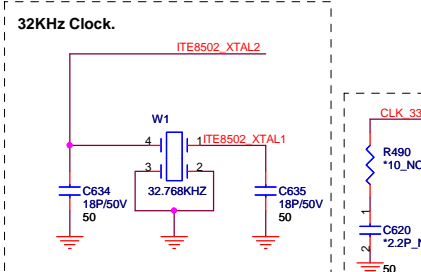 32KHz Clock.
ITE8502_XTAL2
W1
4
1
ITE8502_XTAL1
3
2
32.768KHZ
C634
18P/50V
50
C635
18P/50V
50
CLK_33
R490
*10_NC
1
C620
*2.2P_N
2
50